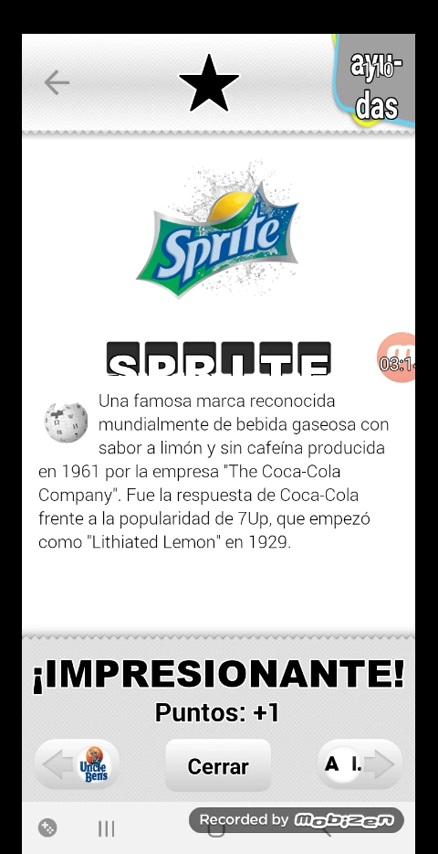 ayu-
das
Sprite
SPRITE
03:1
Una famosa marca reconocida
mundialmente de bebida gaseosa con
sabor a limón y sin cafeína producida
en 1961 por la empresa "The Coca-Cola
Company". Fue la respuesta de Coca-Cola
frente a la popularidad de 7Up, que empezó
como "Lithiated Lemon" en 1929.
¡IMPRESIONANTE!
Puntos: +1
Uncle
Ben's
Cerrar
A I.
Recorded by Mobizen